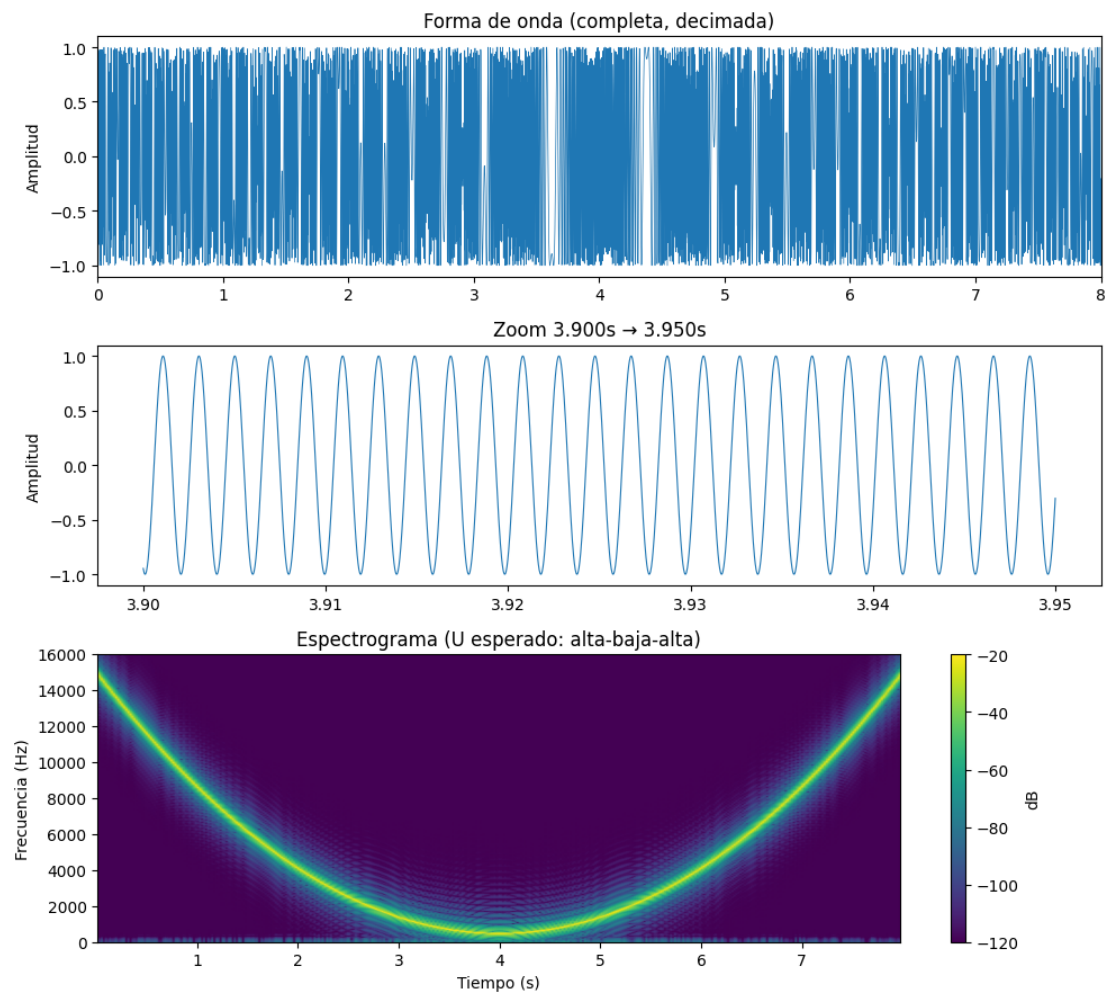 Forma de onda (completa, decimada)
1.0
0.5
0.0
−0.5
−1.0
Amplitud
0 1 2 3 4 5 6 7 8
Zoom 3.900s → 3.950s
1.0
0.5
0.0
−0.5
−1.0
Amplitud
3.90 3.91 3.92 3.93 3.94 3.95
Espectrograma (U esperado: alta-baja-alta)
16000
14000
12000
10000
8000
6000
4000
2000
0
Frecuencia (Hz)
1 2 3 4 5 6 7
Tiempo (s)
−20
−40
−60
−80
−100
−120
dB